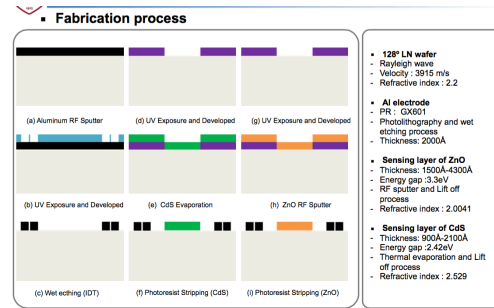 ▪ Fabrication process
(a) Aluminum RF Sputter
(d) UV Exposure and Developed
(g) UV Exposure and Developed
(b) UV Exposure and Developed
(e) CdS Evaporation
(h) ZnO RF Sputter
(c) Wet ecthing (IDT)
(f) Photoresist Stripping (CdS)
(i) Photoresist Stripping (ZnO)
▪ 128º LN wafer
- Rayleigh wave
- Velocity : 3915 m/s
- Refractive index : 2.2
▪ Al electrode
- PR : GX601
- Photolithography and wet
etching process
- Thickness: 2000Å
▪ Sensing layer of ZnO
- Thickness: 1500Å-4300Å
- Energy gap :3.3eV
- RF sputter and Lift off
process
- Refractive index : 2.0041
▪ Sensing layer of CdS
- Thickness: 900Å-2100Å
- Energy gap :2.42eV
- Thermal evaporation and Lift
off process
- Refractive index : 2.529